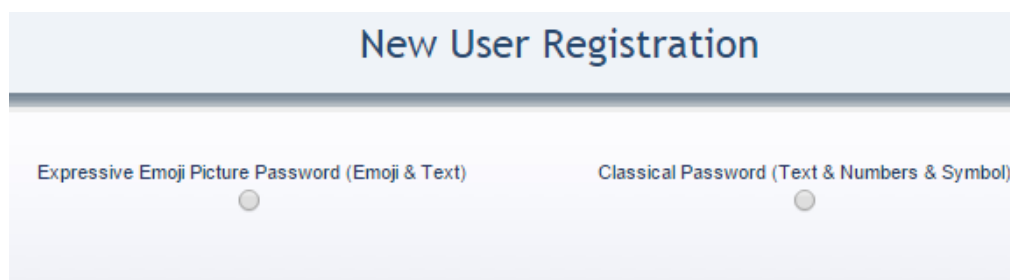 New User Registration
Expressive Emoji Picture Password (Emoji & Text)
Classical Password (Text & Numbers & Symbol)